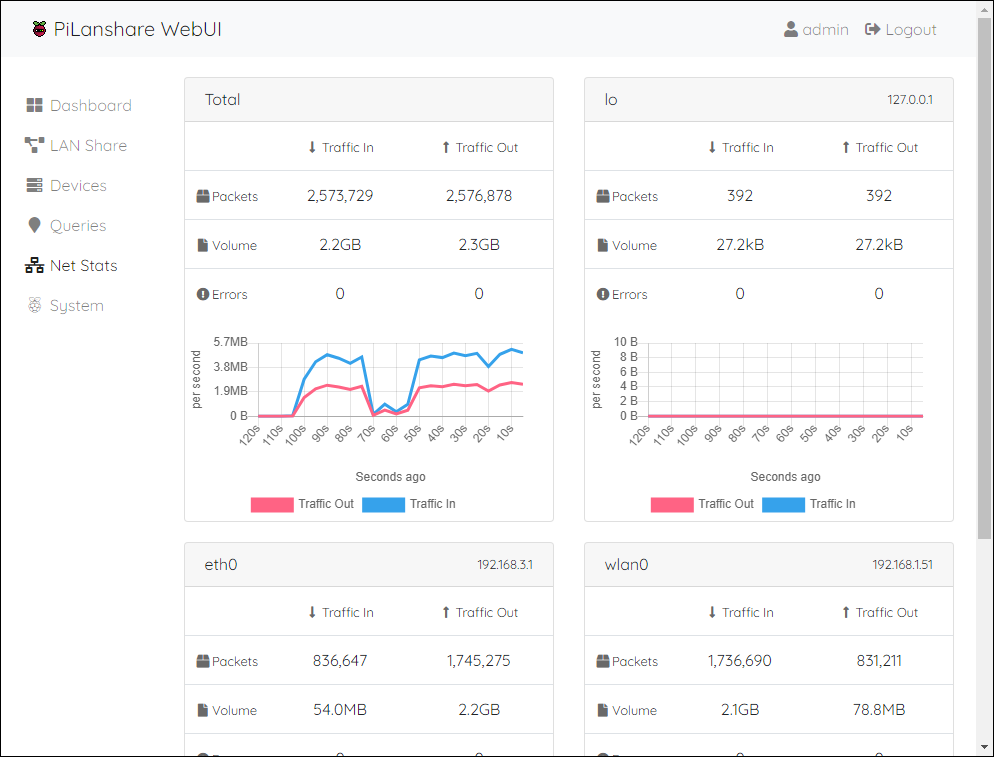 PiLanshare WebUI
admin
Logout
Dashboard
LAN Share
Devices
Queries
Net Stats
System
Total
Traffic In Traffic Out
Packets 2,573,729 2,576,878
Volume 2.2GB 2.3GB
Errors 0 0
5.7MB
3.8MB
1.9MB
0 B
per second
120s 110s 100s 90s 80s 70s 60s 50s 40s 30s 20s 10s
Seconds ago
Traffic Out Traffic In
lo 127.0.0.1
Traffic In Traffic Out
Packets 392 392
Volume 27.2kB 27.2kB
Errors 0 0
10 B
8 B
6 B
4 B
2 B
0 B
per second
120s 110s 100s 90s 80s 70s 60s 50s 40s 30s 20s 10s
Seconds ago
Traffic Out Traffic In
eth0 192.168.3.1
Traffic In Traffic Out
Packets 836,647 1,745,275
Volume 54.0MB 2.2GB
wlan0 192.168.1.51
Traffic In Traffic Out
Packets 1,736,690 831,211
Volume 2.1GB 78.8MB